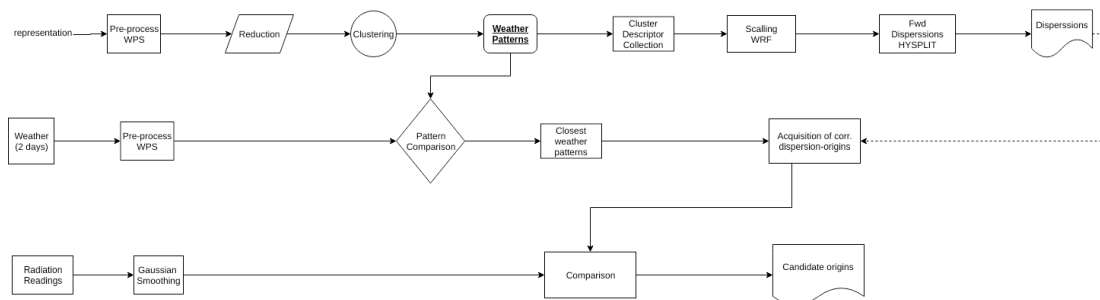 representation
Pre-process
WPS
Reduction
Clustering
Weather
Patterns
Cluster
Descriptor
Collection
Scalling
WRF
Fwd
Disperssions
HYSPLIT
Disperssions
Weather
(2 days)
Pre-process
WPS
Pattern
Comparison
Closest
weather
patterns
Acquisition of corr.
dispersion-origins
Radiation
Readings
Gaussian
Smoothing
Comparison
Candidate origins